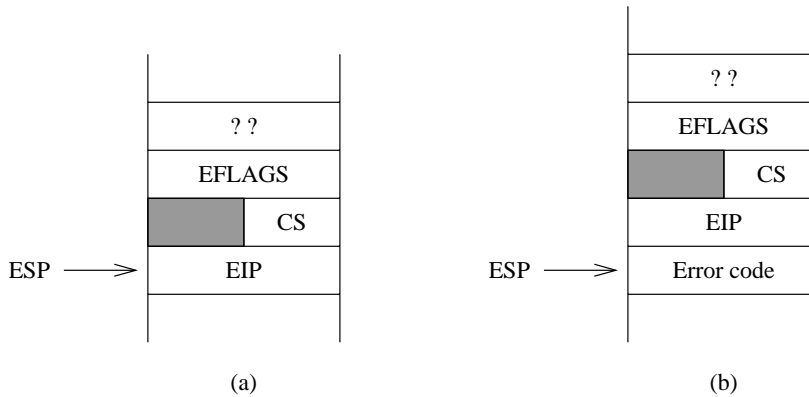 ? ?
EFLAGS
CS
ESP
EIP
(a)
? ?
EFLAGS
CS
EIP
ESP
Error code
(b)